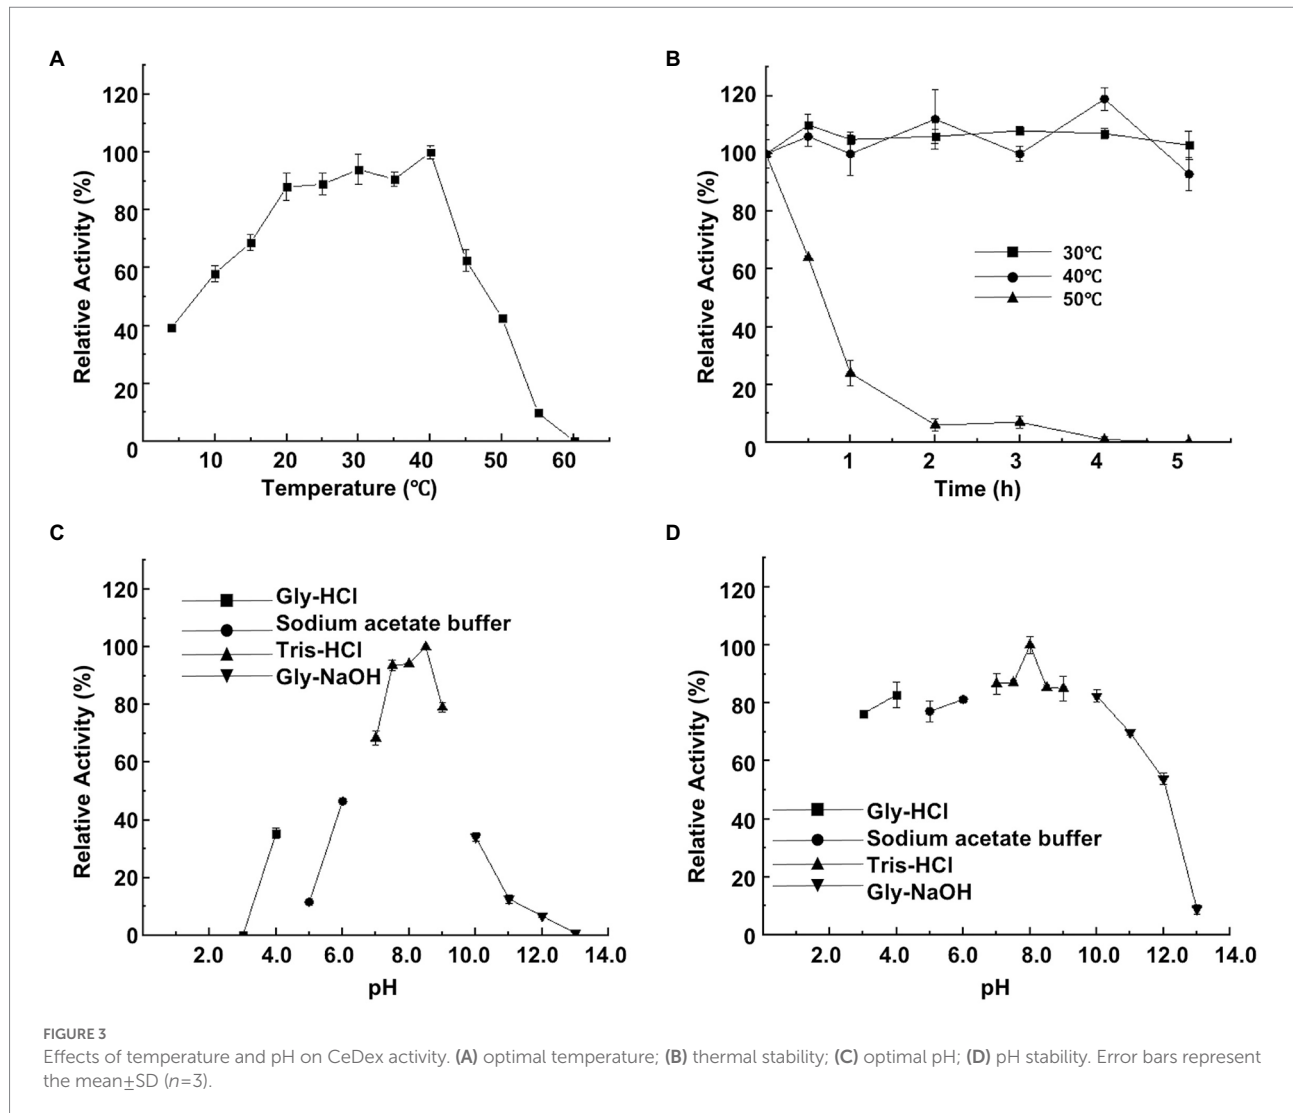 A
120
100
80
60
40
20
0
Relative Activity (%)
10 20 30 40 50 60
Temperature (℃)
B
120
100
80
60
40
20
0
Relative Activity (%)
30℃
40℃
50℃
1 2 3 4 5
Time (h)
C
120
100
80
60
40
20
0
Relative Activity (%)
Gly-HCl
Sodium acetate buffer
Tris-HCl
Gly-NaOH
2.0 4.0 6.0 8.0 10.0 12.0 14.0
pH
D
120
100
80
60
40
20
0
Relative Activity (%)
Gly-HCl
Sodium acetate buffer
Tris-HCl
Gly-NaOH
2.0 4.0 6.0 8.0 10.0 12.0 14.0
pH
FIGURE 3
Effects of temperature and pH on CeDex activity. (A) optimal temperature; (B) thermal stability; (C) optimal pH; (D) pH stability. Error bars represent
the mean±SD (n=3).